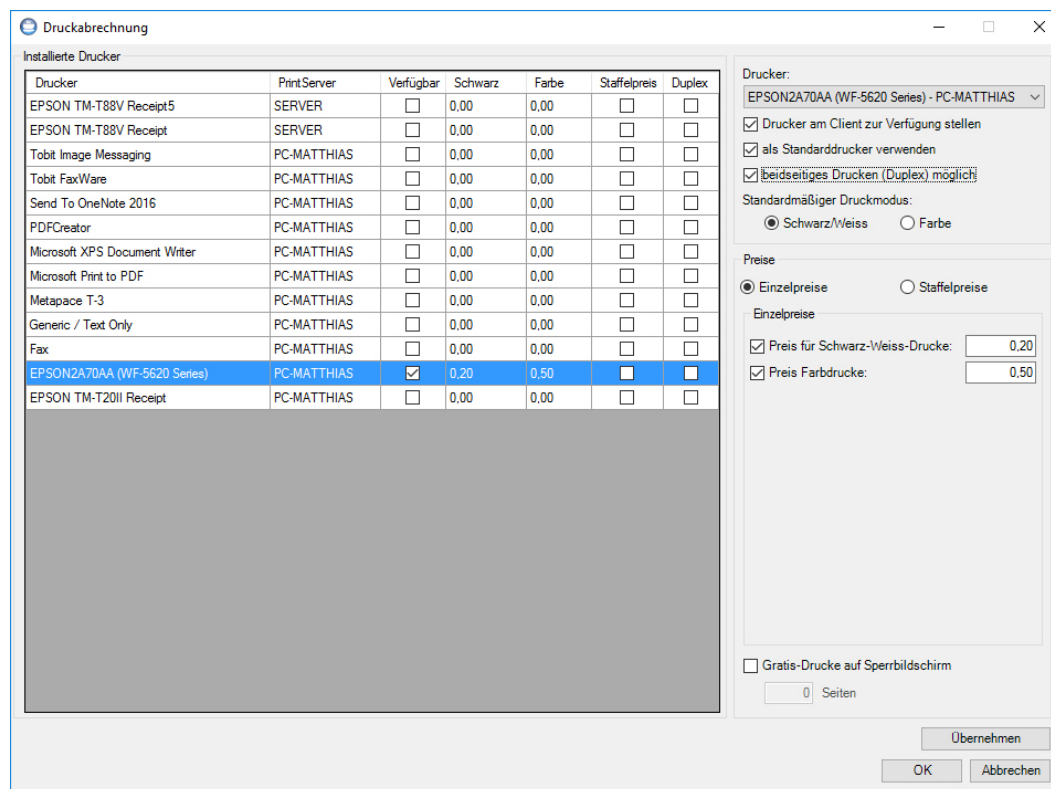 Druckabrechnung
Installierte Drucker
Drucker PrintServer Verfügbar Schwarz Farbe Staffelpreis Duplex
EPSON TM-T88V Receipt5 SERVER 0,00 0,00
EPSON TM-T88V Receipt SERVER 0,00 0,00
Tobit Image Messaging PC-MATTHIAS 0,00 0,00
Tobit FaxWare PC-MATTHIAS 0,00 0,00
Send To OneNote 2016 PC-MATTHIAS 0,00 0,00
PDFCreator PC-MATTHIAS 0,00 0,00
Microsoft XPS Document Writer PC-MATTHIAS 0,00 0,00
Microsoft Print to PDF PC-MATTHIAS 0,00 0,00
Metapace T-3 PC-MATTHIAS 0,00 0,00
Generic / Text Only PC-MATTHIAS 0,00 0,00
Fax PC-MATTHIAS 0,00 0,00
EPSON2A70AA (WF-5620 Series) PC-MATTHIAS 0,20 0,50
EPSON TM-T20II Receipt PC-MATTHIAS 0,00 0,00
Drucker:
EPSON2A70AA (WF-5620 Series) - PC-MATTHIAS
Drucker am Client zur Verfügung stellen
als Standarddrucker verwenden
beidseitiges Drucken (Duplex) möglich
Standardmäßiger Druckmodus:
Schwarz/Weiss Farbe
Preise
Einzelpreise Staffelpreise
Einzelpreise
Preis für Schwarz-Weiss-Drucke: 0,20
Preis Farbdrucke: 0,50
Gratis-Drucke auf Sperrbildschirm
0 Seiten
Übernehmen
OK Abbrechen